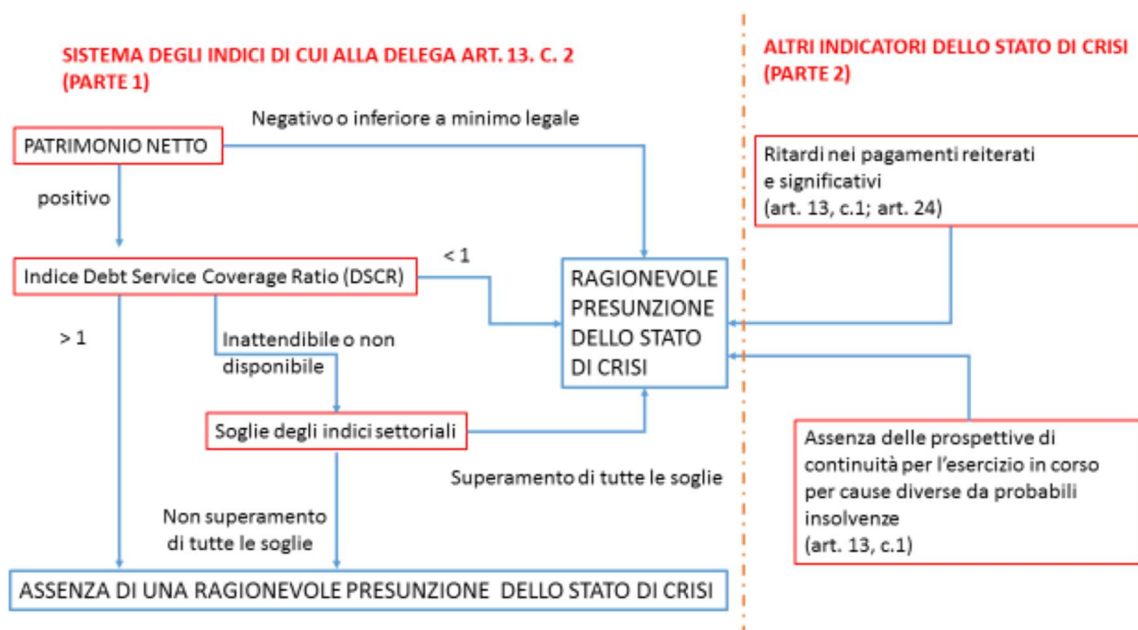 SISTEMA DEGLI INDICI DI CUI ALLA DELEGA ART. 13. C. 2
(PARTE 1)
Negativo o inferiore a minimo legale
PATRIMONIO NETTO
positivo
< 1
Indice Debt Service Coverage Ratio (DSCR)
> 1
Inattendibile o non
disponibile
RAGIONEVOLE
PRESUNZIONE
DELLO STATO
DI CRISI
Soglie degli indici settoriali
Superamento di tutte le soglie
Non superamento
di tutte le soglie
ASSENZA DI UNA RAGIONEVOLE PRESUNZIONE DELLO STATO DI CRISI
ALTRI INDICATORI DELLO STATO DI CRISI
(PARTE 2)
Ritardi nei pagamenti reiterati
e significativi
(art. 13, c.1; art. 24)
Assenza delle prospettive di
continuità per l'esercizio in corso
per cause diverse da probabili
insolvenze
(art. 13, c.1)